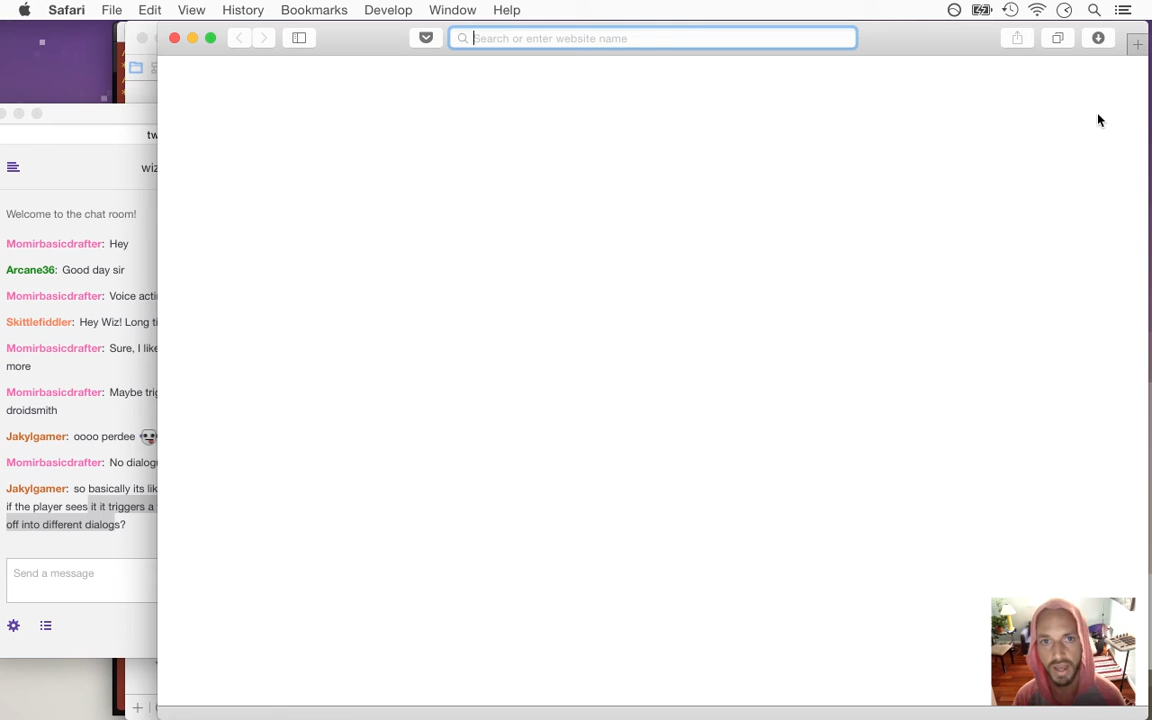 Safari File Edit View History Bookmarks Develop Window Help
Search or enter website name
tw
wiz
Welcome to the chat room!
Momirbasicdrafter: Hey
Arcane36: Good day sir
Momirbasicdrafter: Voice acti
Skittlefiddler: Hey Wiz! Long ti
Momirbasicdrafter: Sure, I like
more
Momirbasicdrafter: Maybe trig
droidsmith
Jakylgamer: oooo perdee
Momirbasicdrafter: No dialogu
Jakylgamer: so basically its lik
if the player sees it it triggers a
off into different dialogs?
Send a message